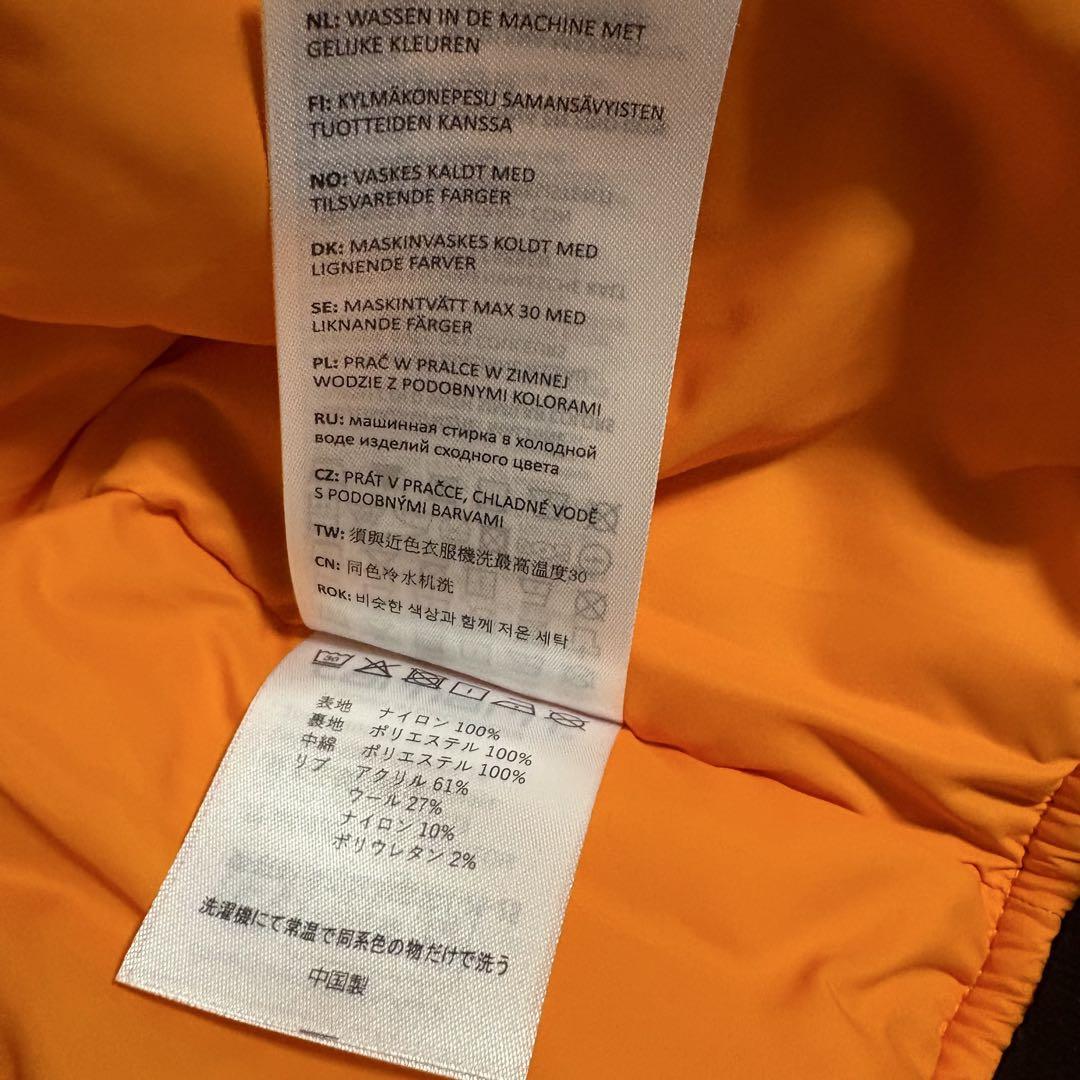 NL: WASSEN IN DE MACHINE MET
GELIJKE KLEUREN
FI: KYLMÄKONEPESU SAMANSÄVYISTEN
TUOTTEIDEN KANSSA
NO: VASKES KALDT MED
TILSVARENDE FARGER
DK: MASKINVASKES KOLDT MED
LIGNENDE FARVER
SE: MASKINTVÄTT MAX 30 MED
LIKNANDE FÄRGER
PL: PRAĆ W PRALCE W ZIMNEJ
WODZIE Z PODOBNYMI KOLORAMI
RU: машинная стирка в холодной
воде изделий сходного цвета
CZ: PRÁT V PRAČCE, CHLADNÉ VODĚ
S PODOBNÝMI BARVAMI
TW: 須與近色衣服機洗最高溫度30
CN: 同色冷水机洗
ROK: 비슷한 색상과 함께 저온 세탁
30
表地 ナイロン 100%
裏地 ポリエステル 100%
中綿 ポリエステル 100%
リブ アクリル 61%
ウール 27%
ナイロン 10%
ポリウレタン 2%
洗濯機にて常温で同系色の物だけで洗う
中国製